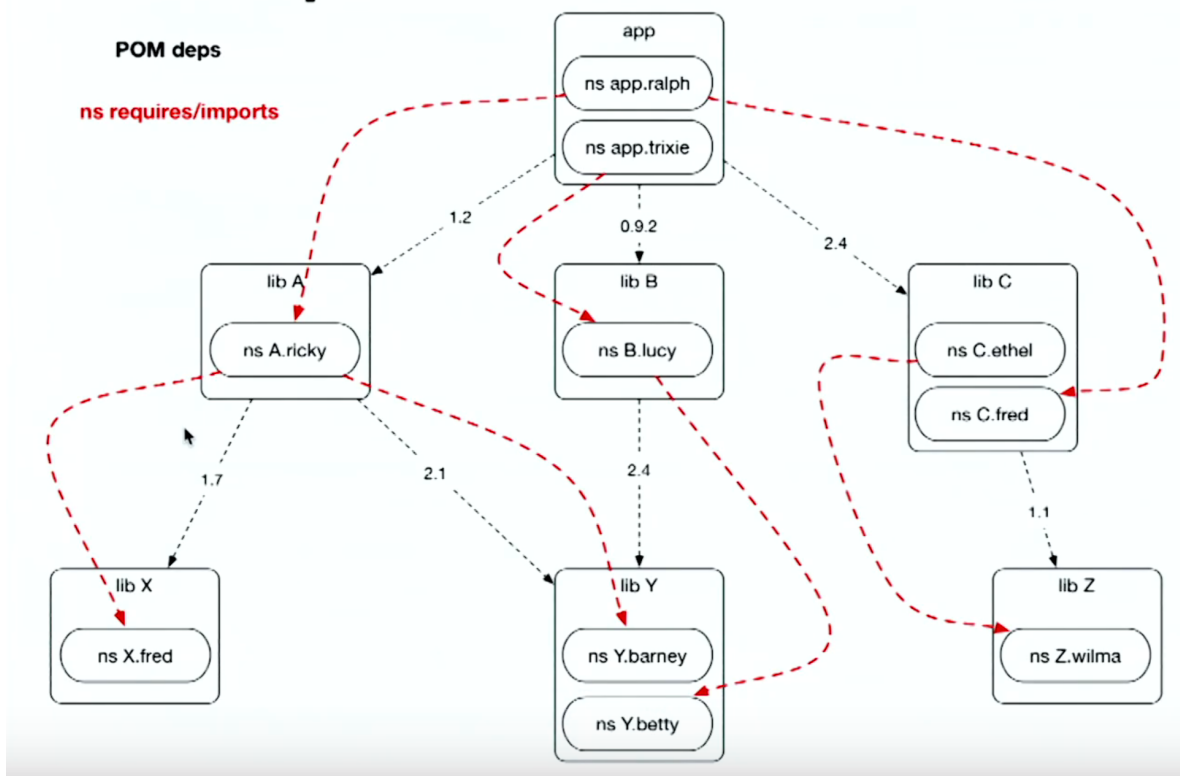 POM deps
ns requires/imports
app
ns app.ralph
ns app.trixie
1.2
0.9.2
2.4
lib A
ns A.ricky
lib B
ns B.lucy
lib C
ns C.ethel
ns C.fred
1.7
2.1
2.4
1.1
lib X
ns X.fred
lib Y
ns Y.barney
ns Y.betty
lib Z
ns Z.wilma